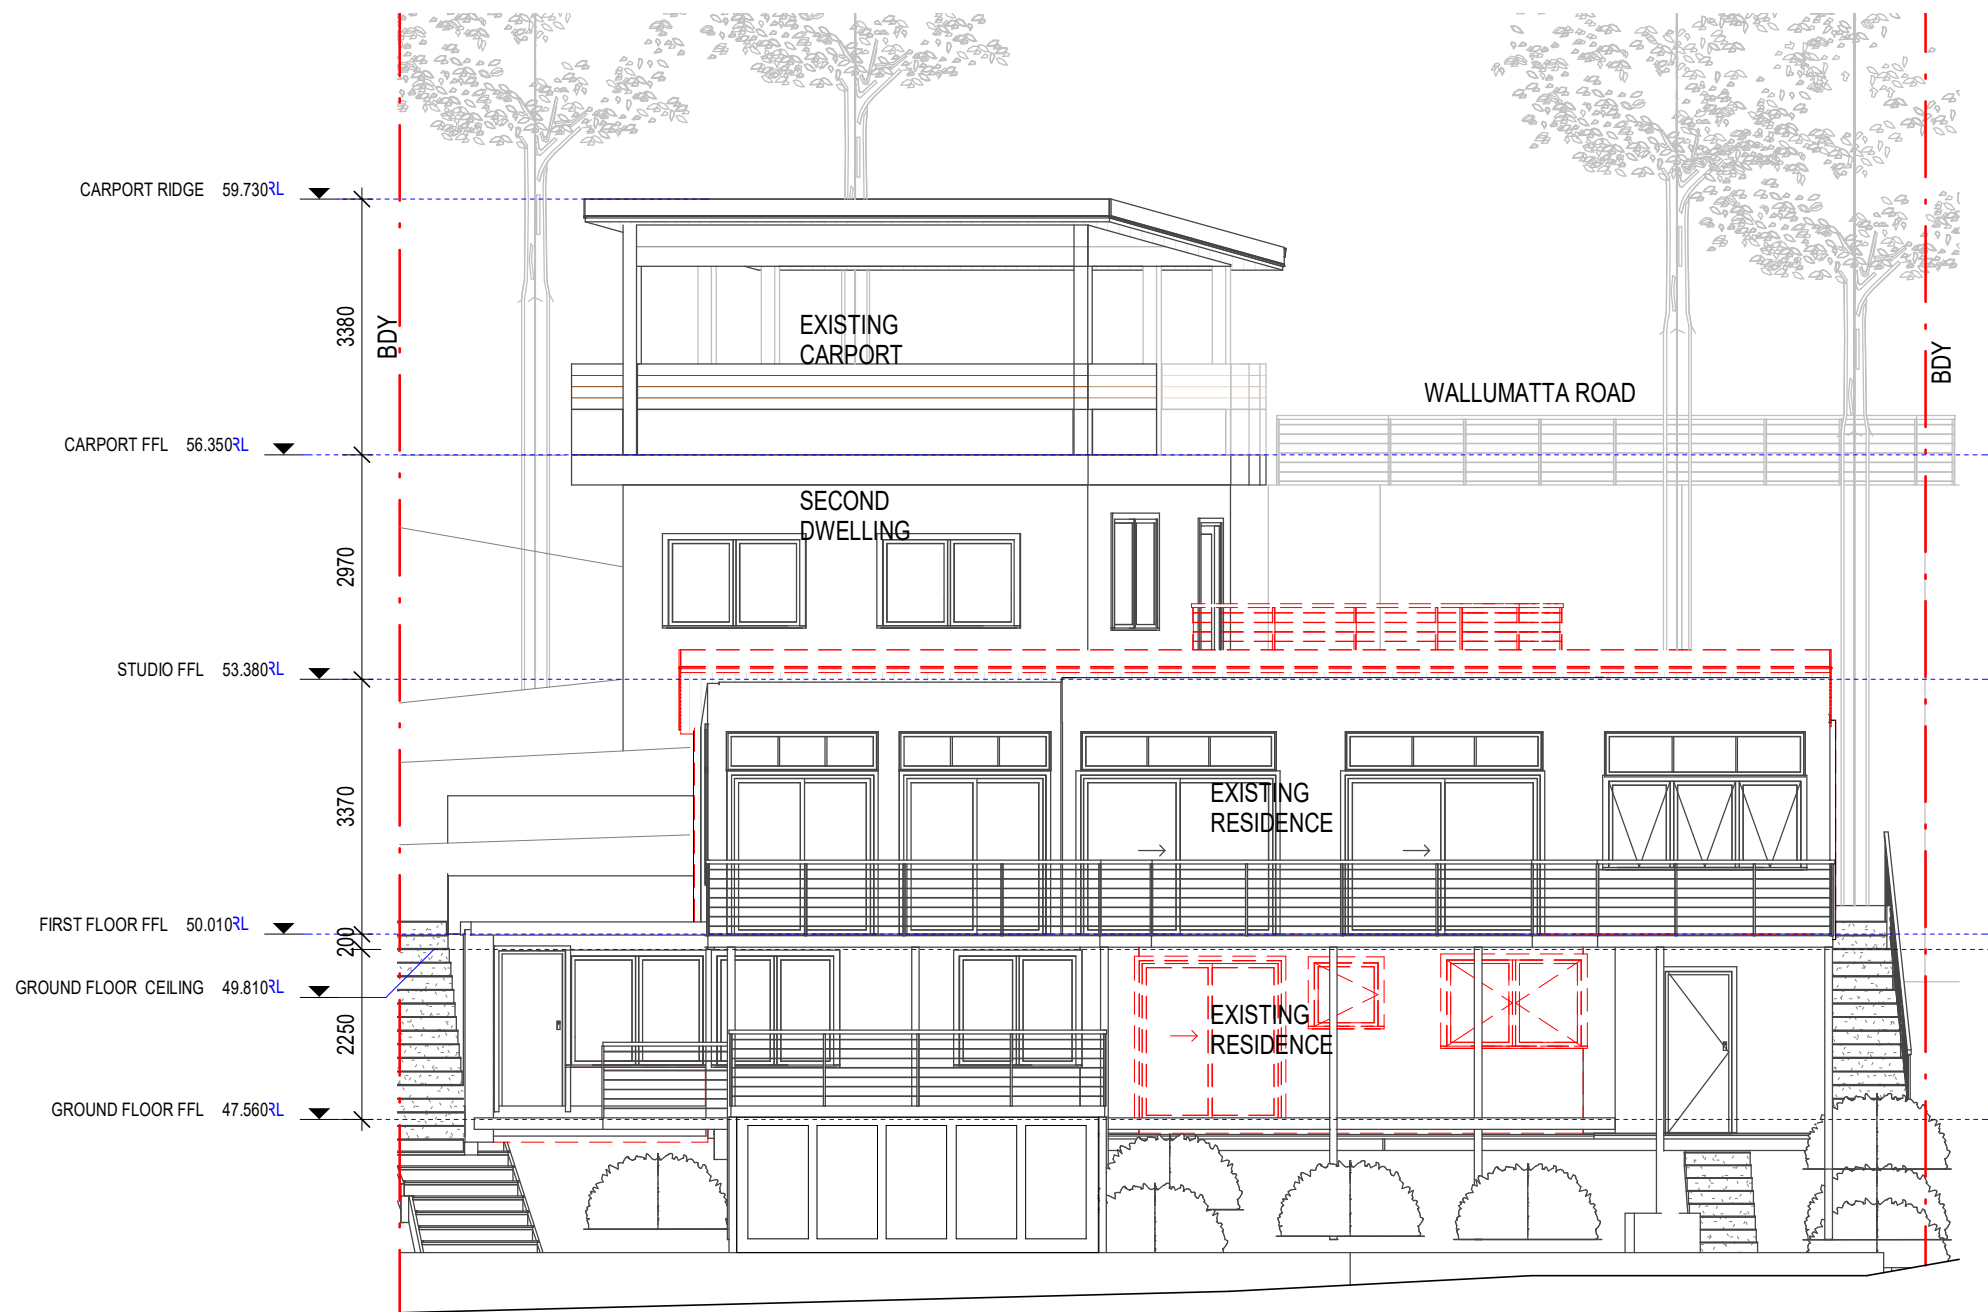 CARPORT RIDGE 59.730RL
3380
BDY
EXISTING
CARPORT
BDY
WALLUMATTA ROAD
CARPORT FFL 56.350RL
SECOND
DWELLING
2970
STUDIO FFL 53.380RL
3370
EXISTING
RESIDENCE
FIRST FLOOR FFL 50.010RL
200
GROUND FLOOR CEILING 49.810RL
EXISTING
RESIDENCE
2250
GROUND FLOOR FFL 47.560RL